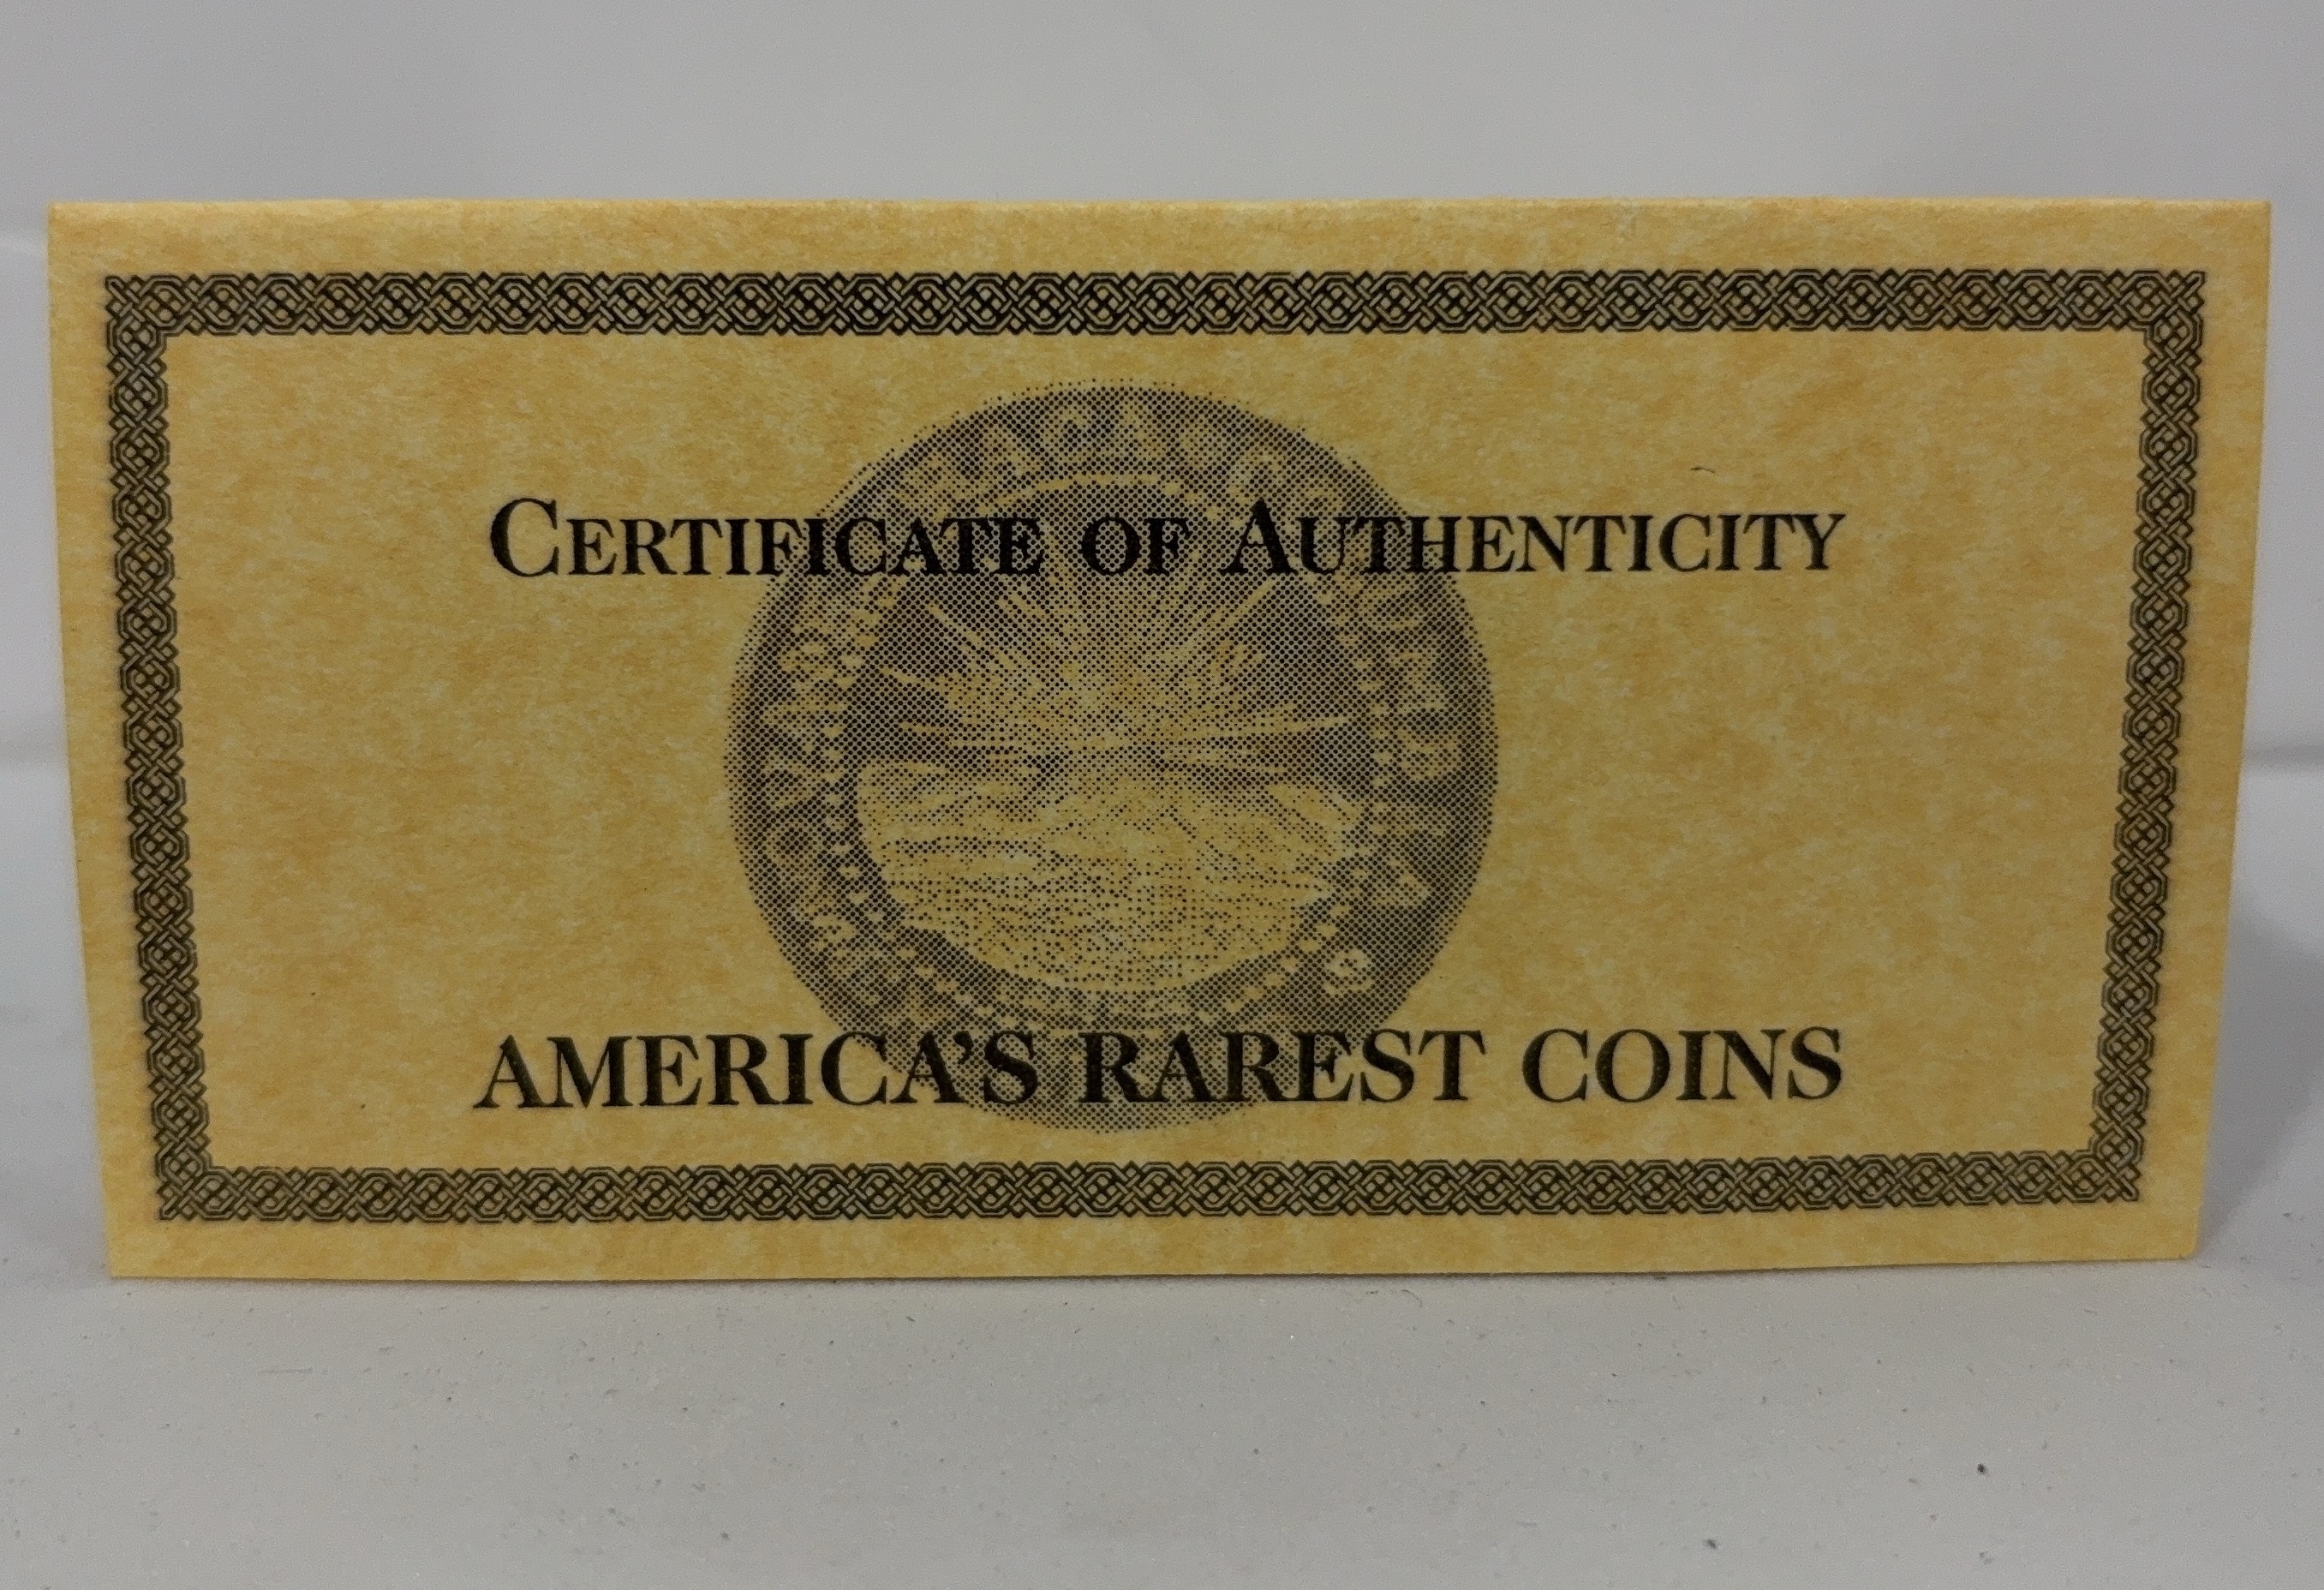 CERTIFICATE OF AUTHENTICITY
AMERICA'S RAREST COINS